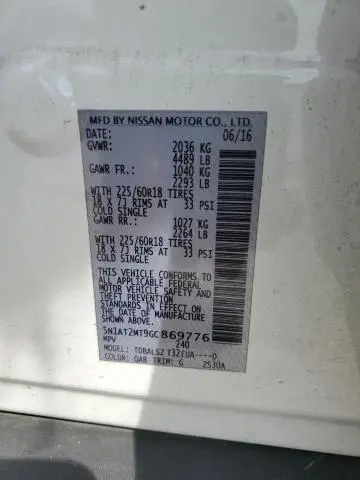 MFD BY NISSAN MOTOR CO., LTD.
DATE: 06/16
GVWR: 2036 KG
4489 LB
GAWR FR.: 1040 KG
2293 LB
WITH 225/60R18 TIRES
18 X 7J RIMS AT 33 PSI
COLD SINGLE
GAWR RR.: 1027 KG
2264 LB
WITH 225/60R18 TIRES
18 X 7J RIMS AT 33 PSI
COLD SINGLE
THIS VEHICLE CONFORMS TO
ALL APPLICABLE FEDERAL
MOTOR VEHICLE SAFETY AND
THEFT PREVENTION
STANDARDS IN EFFECT ON
THE DATE OF MANUFACTURE
5N1AT2MT9GC869776
MPV 240
MODEL: TDBALSZ T32EUA----D
COLOR: QAB TRIM: G ZS30A